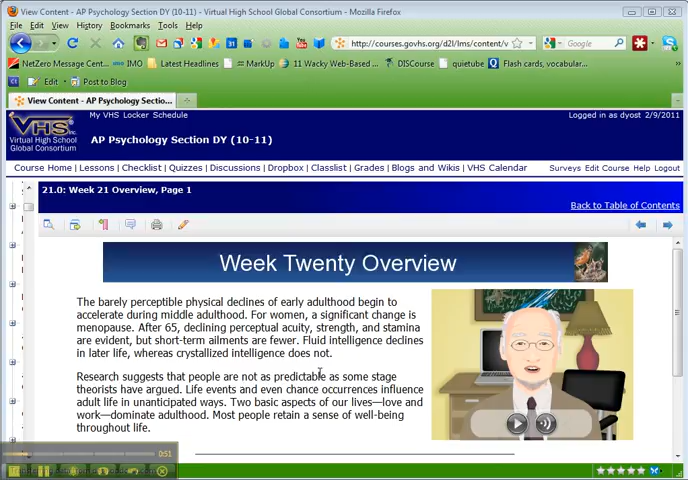 View Content - AP Psychology Section DY (10-11) - Virtual High School Global Consortium - Mozilla Firefox
File Edit View History Bookmarks Tools Help
http://courses.govhs.org/d2l/lms/content/v
Google
NetZero Message Cent... IMO Latest Headlines MarkUp 11 Wacky Web-Based ... DISCourse quietube Flash cards, vocabular...
Edit Post to Blog
View Content - AP Psychology Sectio...
My VHS Locker Schedule Logged in as dyost 2/9/2011
VHS Inc.
Virtual High School
Global Consortium
AP Psychology Section DY (10-11)
Course Home | Lessons | Checklist | Quizzes | Discussions | Dropbox | Classlist | Grades | Blogs and Wikis | VHS Calendar Surveys Edit Course Help Logout
21.0: Week 21 Overview, Page 1
Back to Table of Contents
Week Twenty Overview
The barely perceptible physical declines of early adulthood begin to
accelerate during middle adulthood. For women, a significant change is
menopause. After 65, declining perceptual acuity, strength, and stamina
are evident, but short-term ailments are fewer. Fluid intelligence declines
in later life, whereas crystallized intelligence does not.
Research suggests that people are not as predictable as some stage
theorists have argued. Life events and even chance occurrences influence
adult life in unanticipated ways. Two basic aspects of our lives—love and
work—dominate adulthood. Most people retain a sense of well-being
throughout life.
0:51